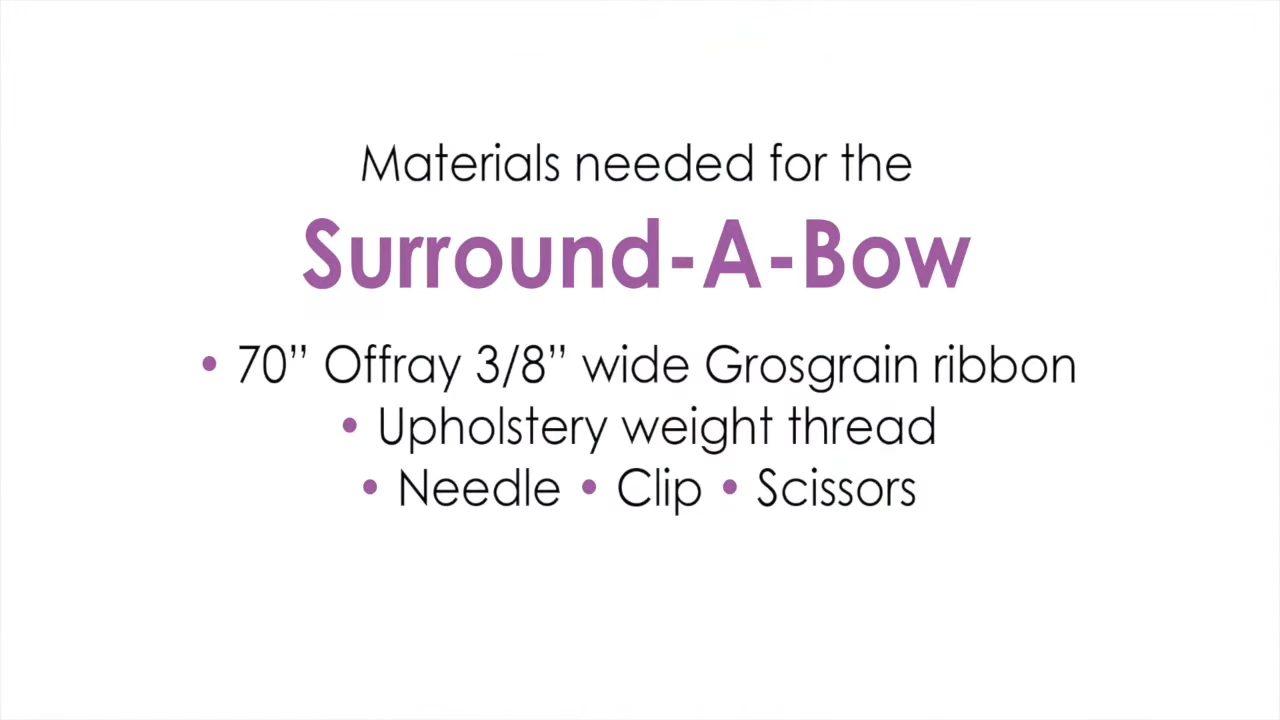 Materials needed for the
Surround-A-Bow
• 70” Offray 3/8” wide Grosgrain ribbon
• Upholstery weight thread
• Needle • Clip • Scissors